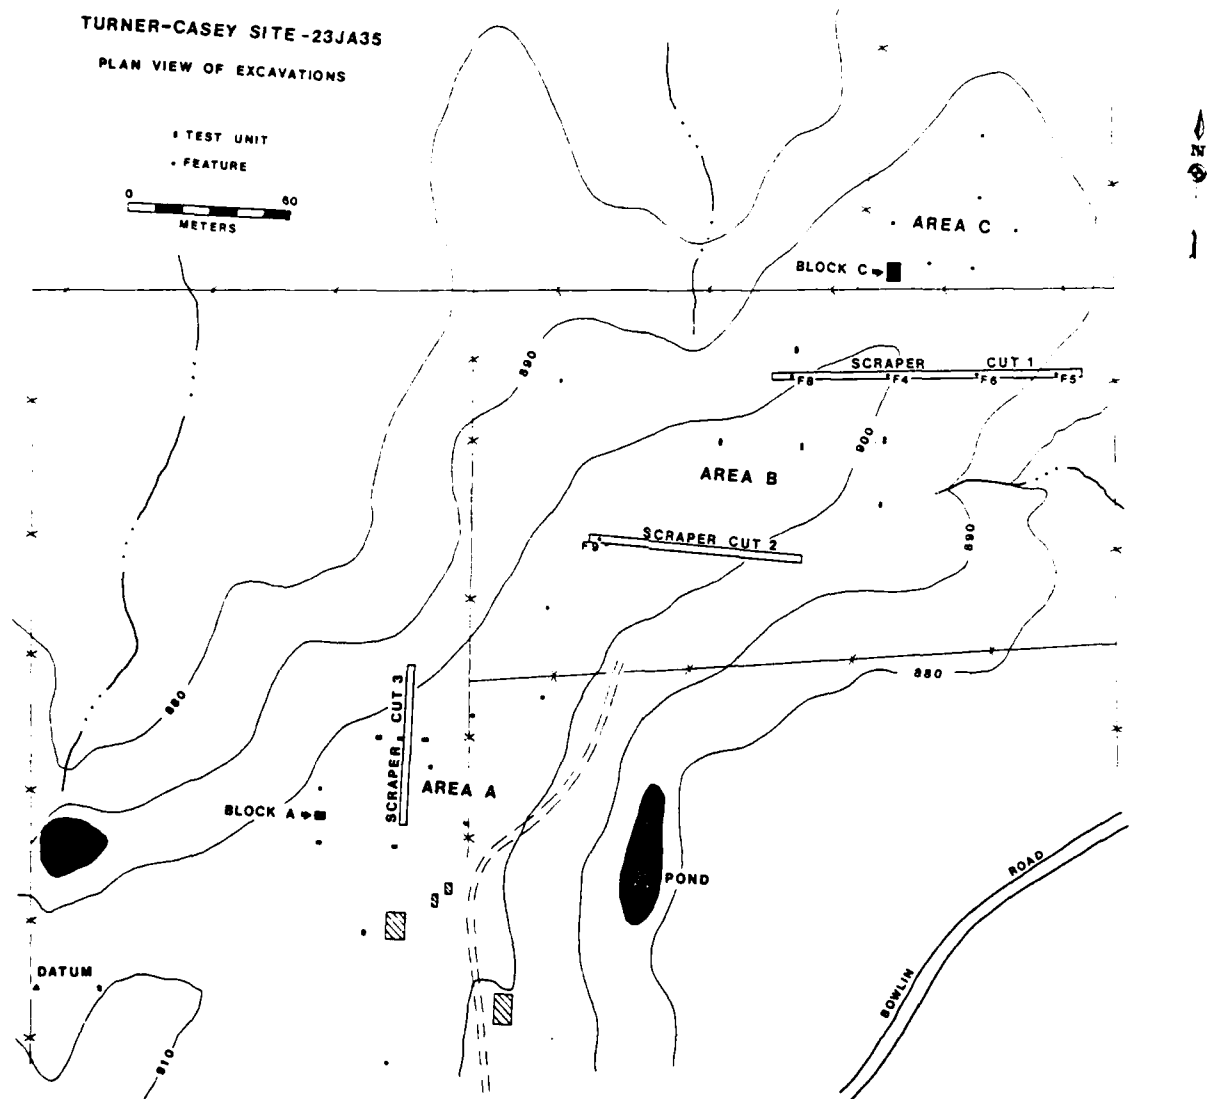 TURNER-CASEY SITE-23JA35
PLAN VIEW OF EXCAVATIONS
TEST UNIT
FEATURE
0 60
METERS
N
AREA C
BLOCK C
890
SCRAPER CUT 1
F8 F4 F6 F5
900
AREA B
SCRAPER CUT 2
F9
890
880
880
SCRAPER CUT 3
AREA A
BLOCK A
POND
ROAD
BOWLIN
DATUM
910